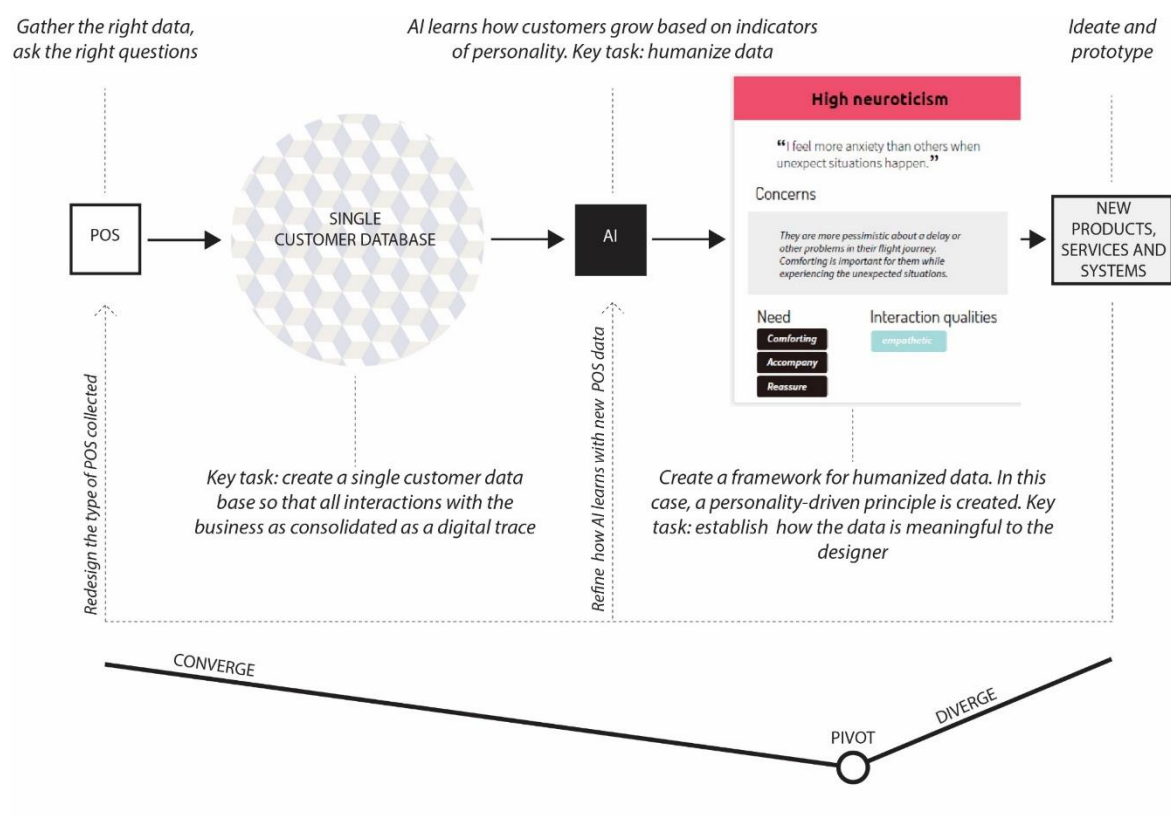 Gather the right data,
ask the right questions
AI learns how customers grow based on indicators
of personality. Key task: humanize data
Ideate and
prototype
POS
SINGLE
CUSTOMER DATABASE
AI
High neuroticism
“I feel more anxiety than others when
unexpect situations happen.”
Concerns
They are more pessimistic about a delay or
other problems in their flight journey.
Comforting is important for them while
experiencing the unexpected situations.
Need
Comforting
Accompany
Reassure
Interaction qualities
empathetic
NEW
PRODUCTS,
SERVICES AND
SYSTEMS
Redesign the type of POS collected
Key task: create a single customer data
base so that all interactions with the
business as consolidated as a digital trace
Refine how AI learns with new POS data
Create a framework for humanized data. In this
case, a personality-driven principle is created. Key
task: establish how the data is meaningful to the
designer
CONVERGE
PIVOT
DIVERGE